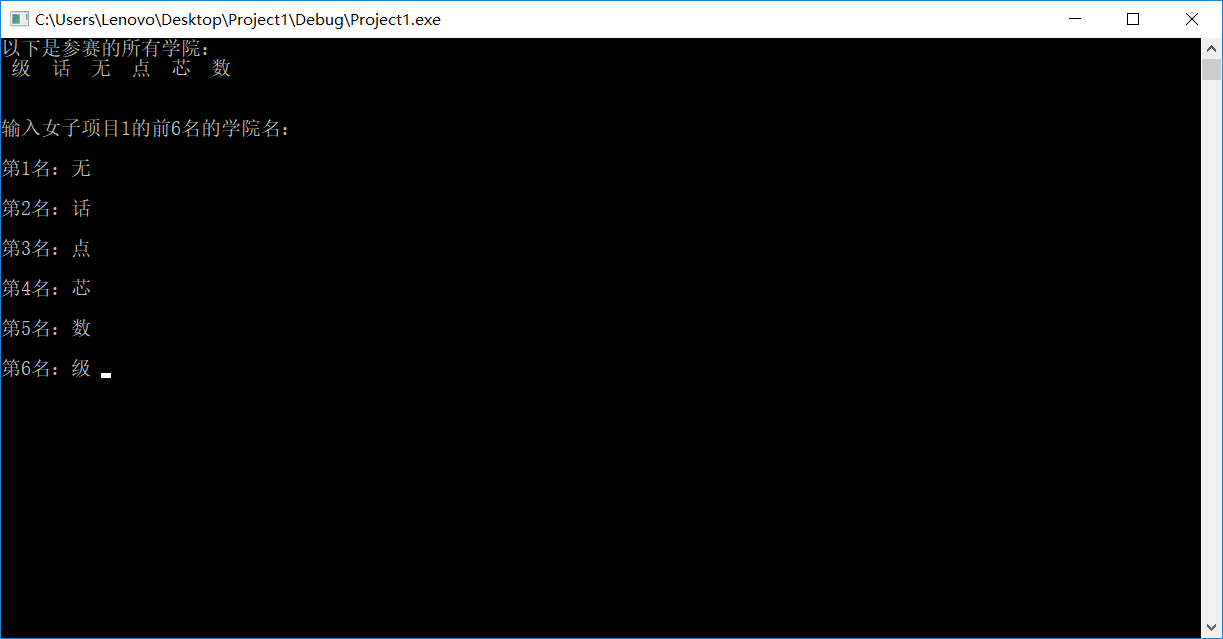 C:\Users\Lenovo\Desktop\Project1\Debug\Project1.exe
以下是参赛的所有学院：
级 话 无 点 芯 数
输入女子项目1的前6名的学院名：
第1名：无
第2名：话
第3名：点
第4名：芯
第5名：数
第6名：级